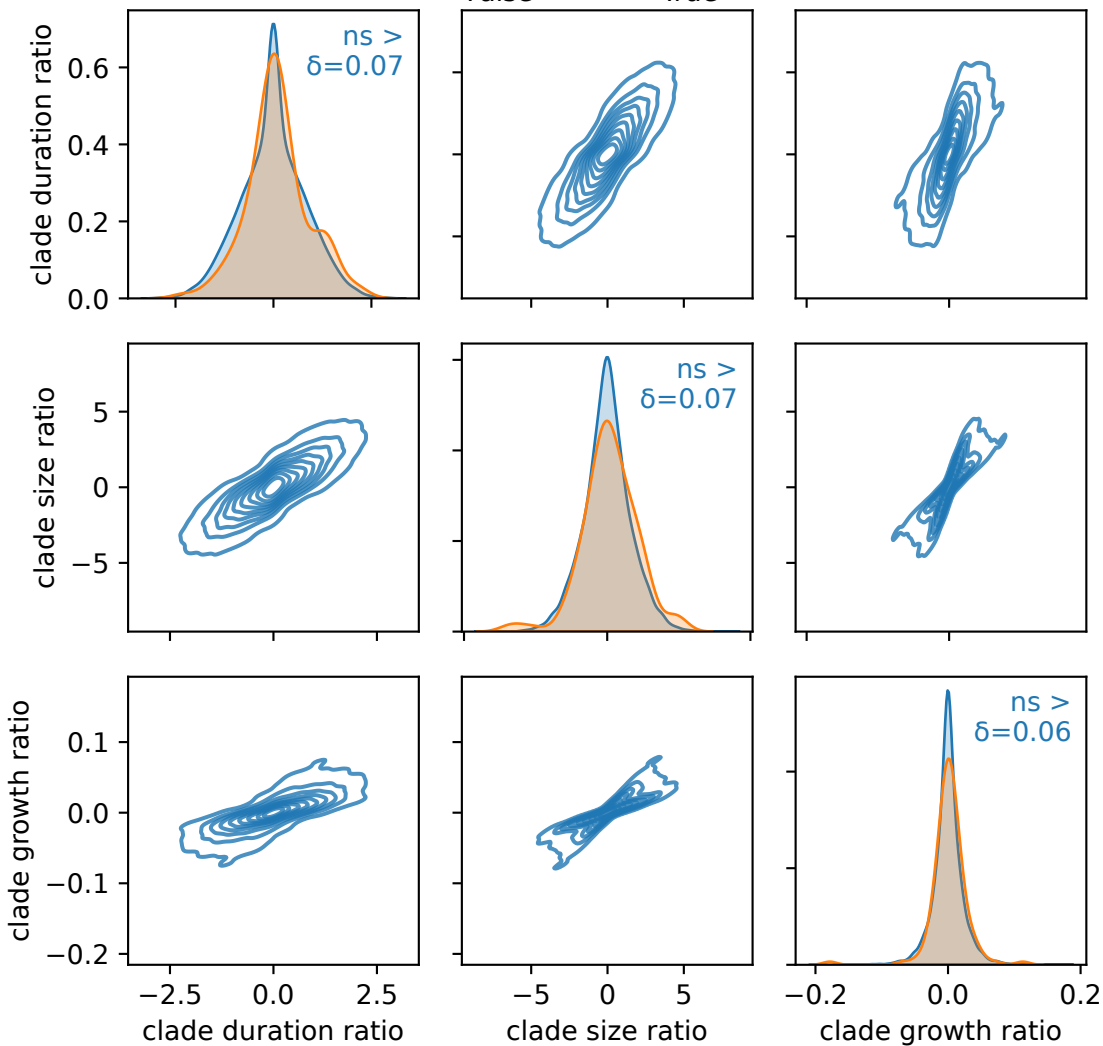 ns >
δ=0.07
clade duration ratio
0.6
0.4
0.2
0.0
ns >
δ=0.07
clade size ratio
5
0
−5
ns >
δ=0.06
clade growth ratio
0.1
0.0
−0.1
−0.2
−2.5 0.0 2.5
−5 0 5
−0.2 0.0 0.2
clade duration ratio
clade size ratio
clade growth ratio